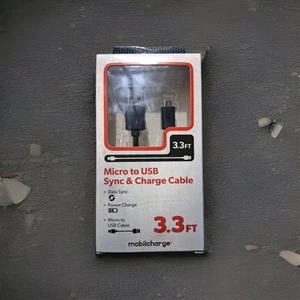 3.3FT
Micro to USB
Sync & Charge Cable
• Data Sync
• Power Charge
• Micro to
USB Cable
3.3FT
mobilcharge